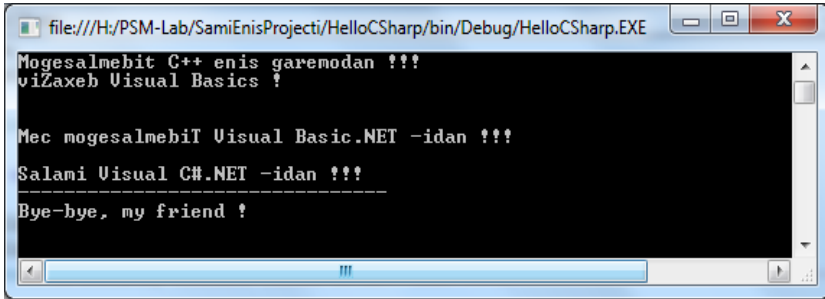 file:///H:/PSM-Lab/SamiEnisProjecti/HelloCSharp/bin/Debug/HelloCSharp.EXE
Mogesalmebit C++ enis garemodan !!!
viZaxeb Visual Basics !
Mec mogesalmebiT Visual Basic.NET -idan !!!
Salami Visual C#.NET -idan !!!
--------------------------------
Bye-bye, my friend !